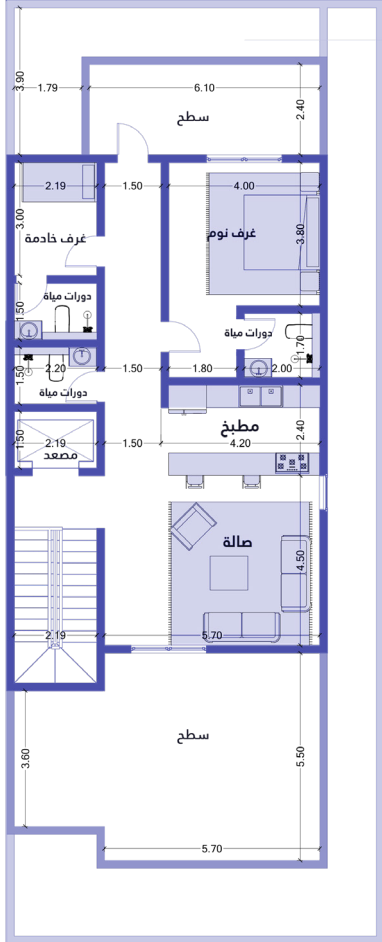 3.90
1.79
6.10
2.40
سطح
2.19
1.50
4.00
3.00
غرف خادمة
غرف نوم
3.80
دورات مياة
1.50
دورات مياة
1.70
1.50
2.20
1.50
1.80
2.00
دورات مياة
مطبخ
2.40
1.50
2.19
1.50
4.20
مصعد
صالة
4.50
2.19
5.70
سطح
3.60
5.50
5.70